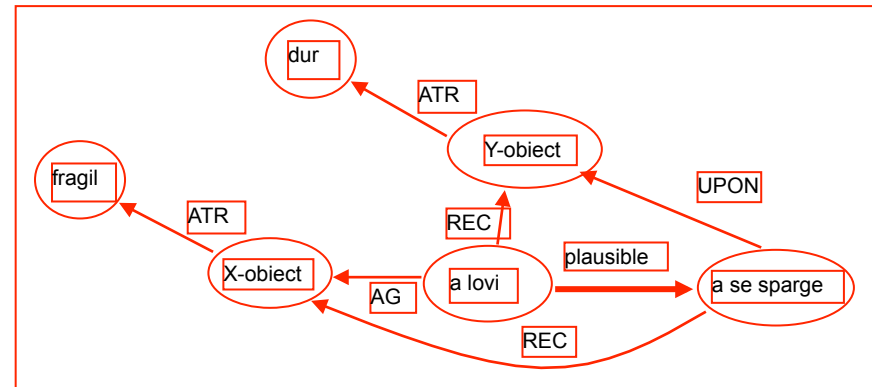 dur
ATR
Y-obiect
fragil
UPON
ATR
REC
plausible
X-obiect
a lovi
a se sparge
AG
REC